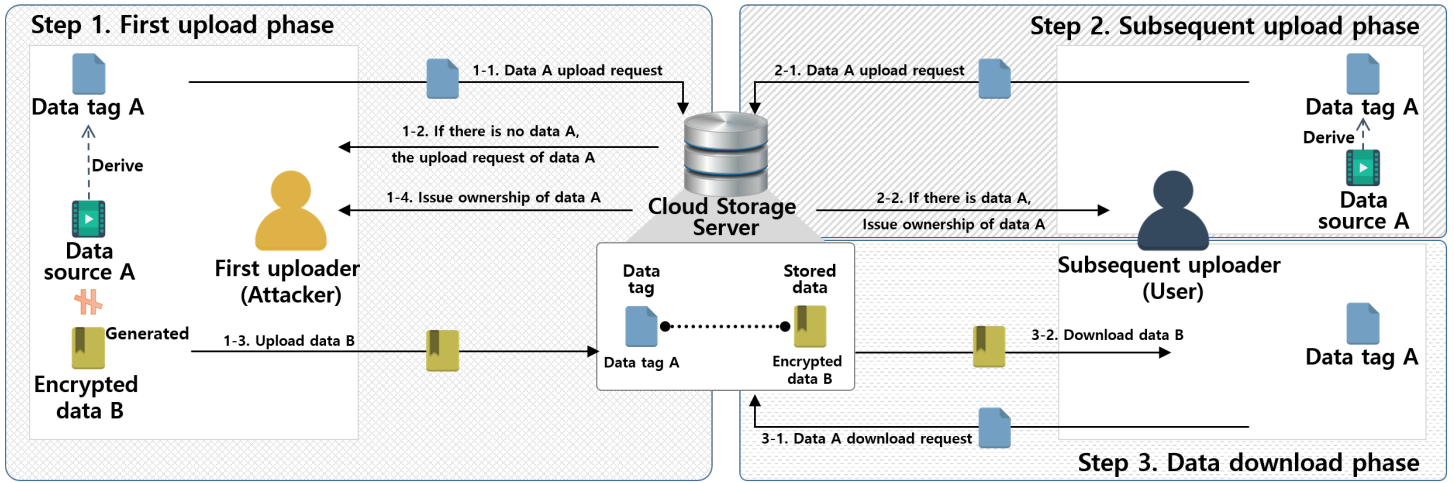 Step 1. First upload phase
Data tag A
Derive
Data
source A
Generated
Encrypted
data B
First uploader
(Attacker)
1-1. Data A upload request
1-2. If there is no data A,
the upload request of data A
1-4. Issue ownership of data A
1-3. Upload data B
Cloud Storage
Server
Data
tag
Stored
data
Data tag A
Encrypted
data B
Step 2. Subsequent upload phase
2-1. Data A upload request
Data tag A
Derive
Data
source A
2-2. If there is data A,
Issue ownership of data A
Subsequent uploader
(User)
3-2. Download data B
Data tag A
3-1. Data A download request
Step 3. Data download phase